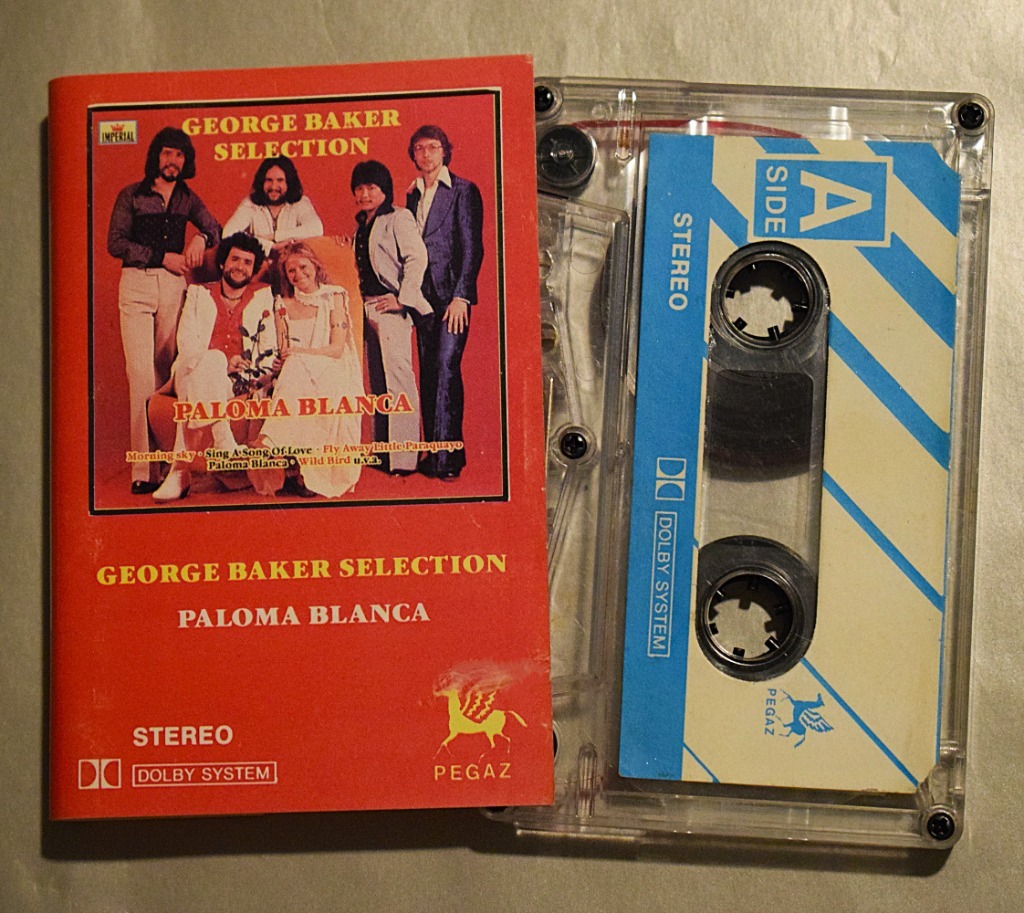 IMPERIAL
GEORGE BAKER
SELECTION
PALOMA BLANCA
Morning sky · Sing A Song Of Love · Fly Away Little Paraquayo
Paloma Blanca · Wild Bird u.v.a.
GEORGE BAKER SELECTION
PALOMA BLANCA
STEREO
DOLBY SYSTEM
PEGAZ
A
SIDE
STEREO
DOLBY SYSTEM
PEGAZ